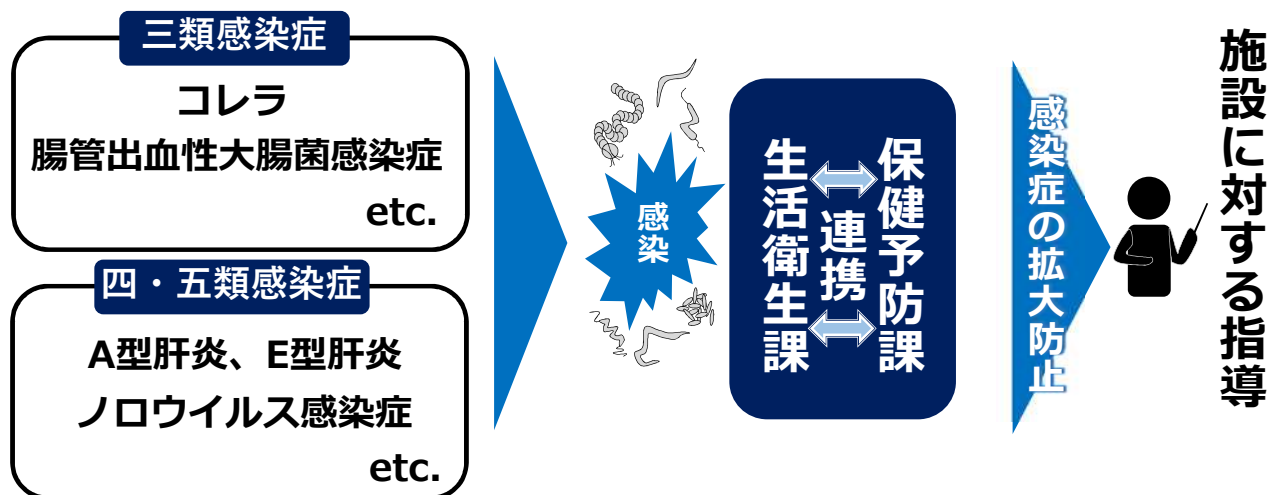 三類感染症
コレラ
腸管出血性大腸菌感染症
etc.
四・五類感染症
A型肝炎、E型肝炎
ノロウイルス感染症
etc.
感染
生活衛生課
連携
保健予防課
感染症の拡大防止
施設に対する指導